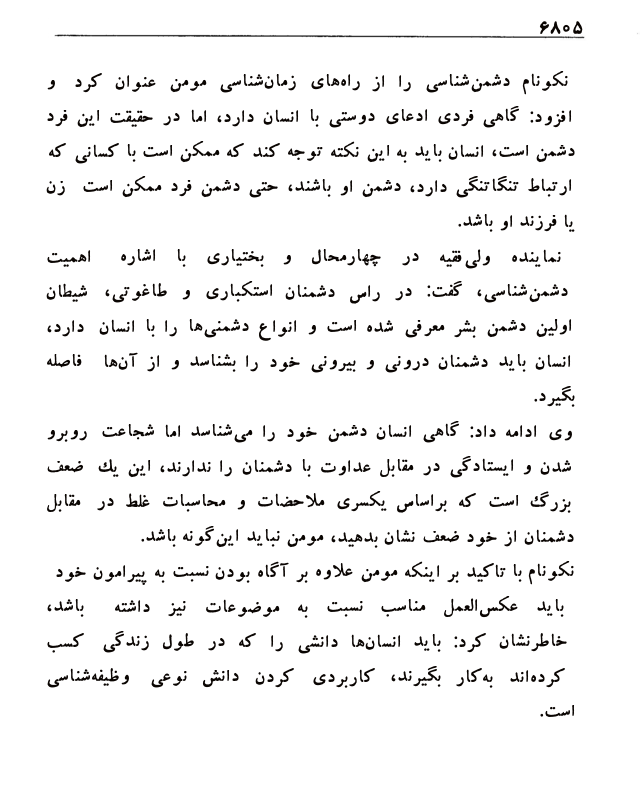 ۶۸۰۵
نکونام دشمن‌شناسی را از راه‌های زمان‌شناسی مومن عنوان کرد و
افزود: گاهی فردی ادعای دوستی با انسان دارد، اما در حقیقت این فرد
دشمن است، انسان باید به این نکته توجه کند که ممکن است با کسانی که
ارتباط تنگاتنگی دارد، دشمن او باشند، حتی دشمن فرد ممکن است زن
یا فرزند او باشد.
نماینده ولی‌فقیه در چهارمحال و بختیاری با اشاره اهمیت
دشمن‌شناسی، گفت: در راس دشمنان استکباری و طاغوتی، شیطان
اولین دشمن بشر معرفی شده است و انواع دشمنی‌ها را با انسان دارد،
انسان باید دشمنان درونی و بیرونی خود را بشناسد و از آن‌ها فاصله
بگیرد.
وی ادامه داد: گاهی انسان دشمن خود را می‌شناسد اما شجاعت روبرو
شدن و ایستادگی در مقابل عداوت با دشمنان را ندارند، این یك ضعف
بزرگ است که براساس یکسری ملاحضات و محاسبات غلط در مقابل
دشمنان از خود ضعف نشان بدهید، مومن نباید این‌گونه باشد.
نکونام با تاکید بر اینکه مومن علاوه بر آگاه بودن نسبت به پیرامون خود
باید عکس‌العمل مناسب نسبت به موضوعات نیز داشته باشد،
خاطرنشان کرد: باید انسان‌ها دانشی را که در طول زندگی کسب
کرده‌اند به‌کار بگیرند، کاربردی کردن دانش نوعی وظیفه‌شناسی
است.